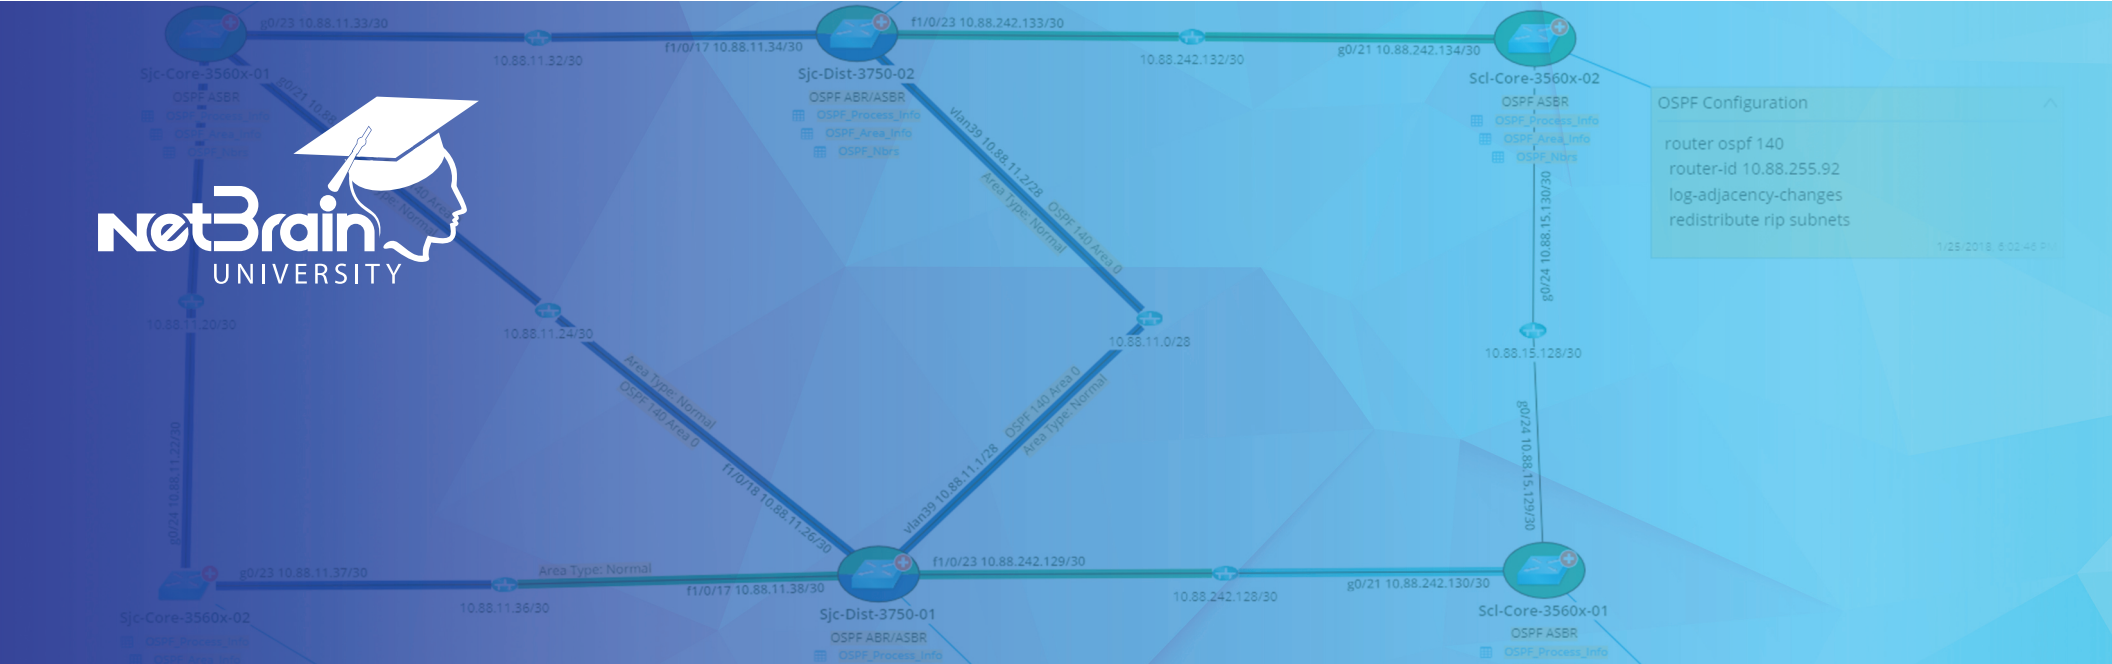 g0/23 10.88.11.33/30
10.88.11.32/30
f1/0/17 10.88.11.34/30
f1/0/23 10.88.242.133/30
10.88.242.132/30
g0/21 10.88.242.134/30
Sjc-Core-3560x-01
OSPF ASBR
OSPF_Process_Info
OSPF_Area_Info
OSPF_Nbrs
Sjc-Dist-3750-02
OSPF ABR/ASBR
OSPF_Process_Info
OSPF_Area_Info
OSPF_Nbrs
Scl-Core-3560x-02
OSPF ASBR
OSPF_Process_Info
OSPF_Area_Info
OSPF_Nbrs
OSPF Configuration
router ospf 140
router-id 10.88.255.92
log-adjacency-changes
redistribute rip subnets
NetBrain
UNIVERSITY
g0/21 10.88
140 Area
Type: Normal
vlan39 10.88.11.2/28
Area Type: Normal
OSPF 140 Area 0
g0/24 10.88.15.130/30
10.88.11.20/30
10.88.11.24/30
10.88.11.0/28
10.88.15.128/30
Area Type: Normal
OSPF 140 Area 0
f1/0/18 10.88.11.26/30
OSPF 140 Area 0
Area Type: Normal
vlan39 10.88.11.1/28
g0/24 10.88.15.129/30
g0/24 10.88.11.22/30
g0/23 10.88.11.37/30
10.88.11.36/30
Area Type: Normal
f1/0/17 10.88.11.38/30
f1/0/23 10.88.242.129/30
10.88.242.128/30
g0/21 10.88.242.130/30
Sjc-Core-3560x-02
OSPF_Process_Info
Sjc-Dist-3750-01
OSPF ABR/ASBR
OSPF_Process_Info
Scl-Core-3560x-01
OSPF ASBR
OSPF_Process_Info